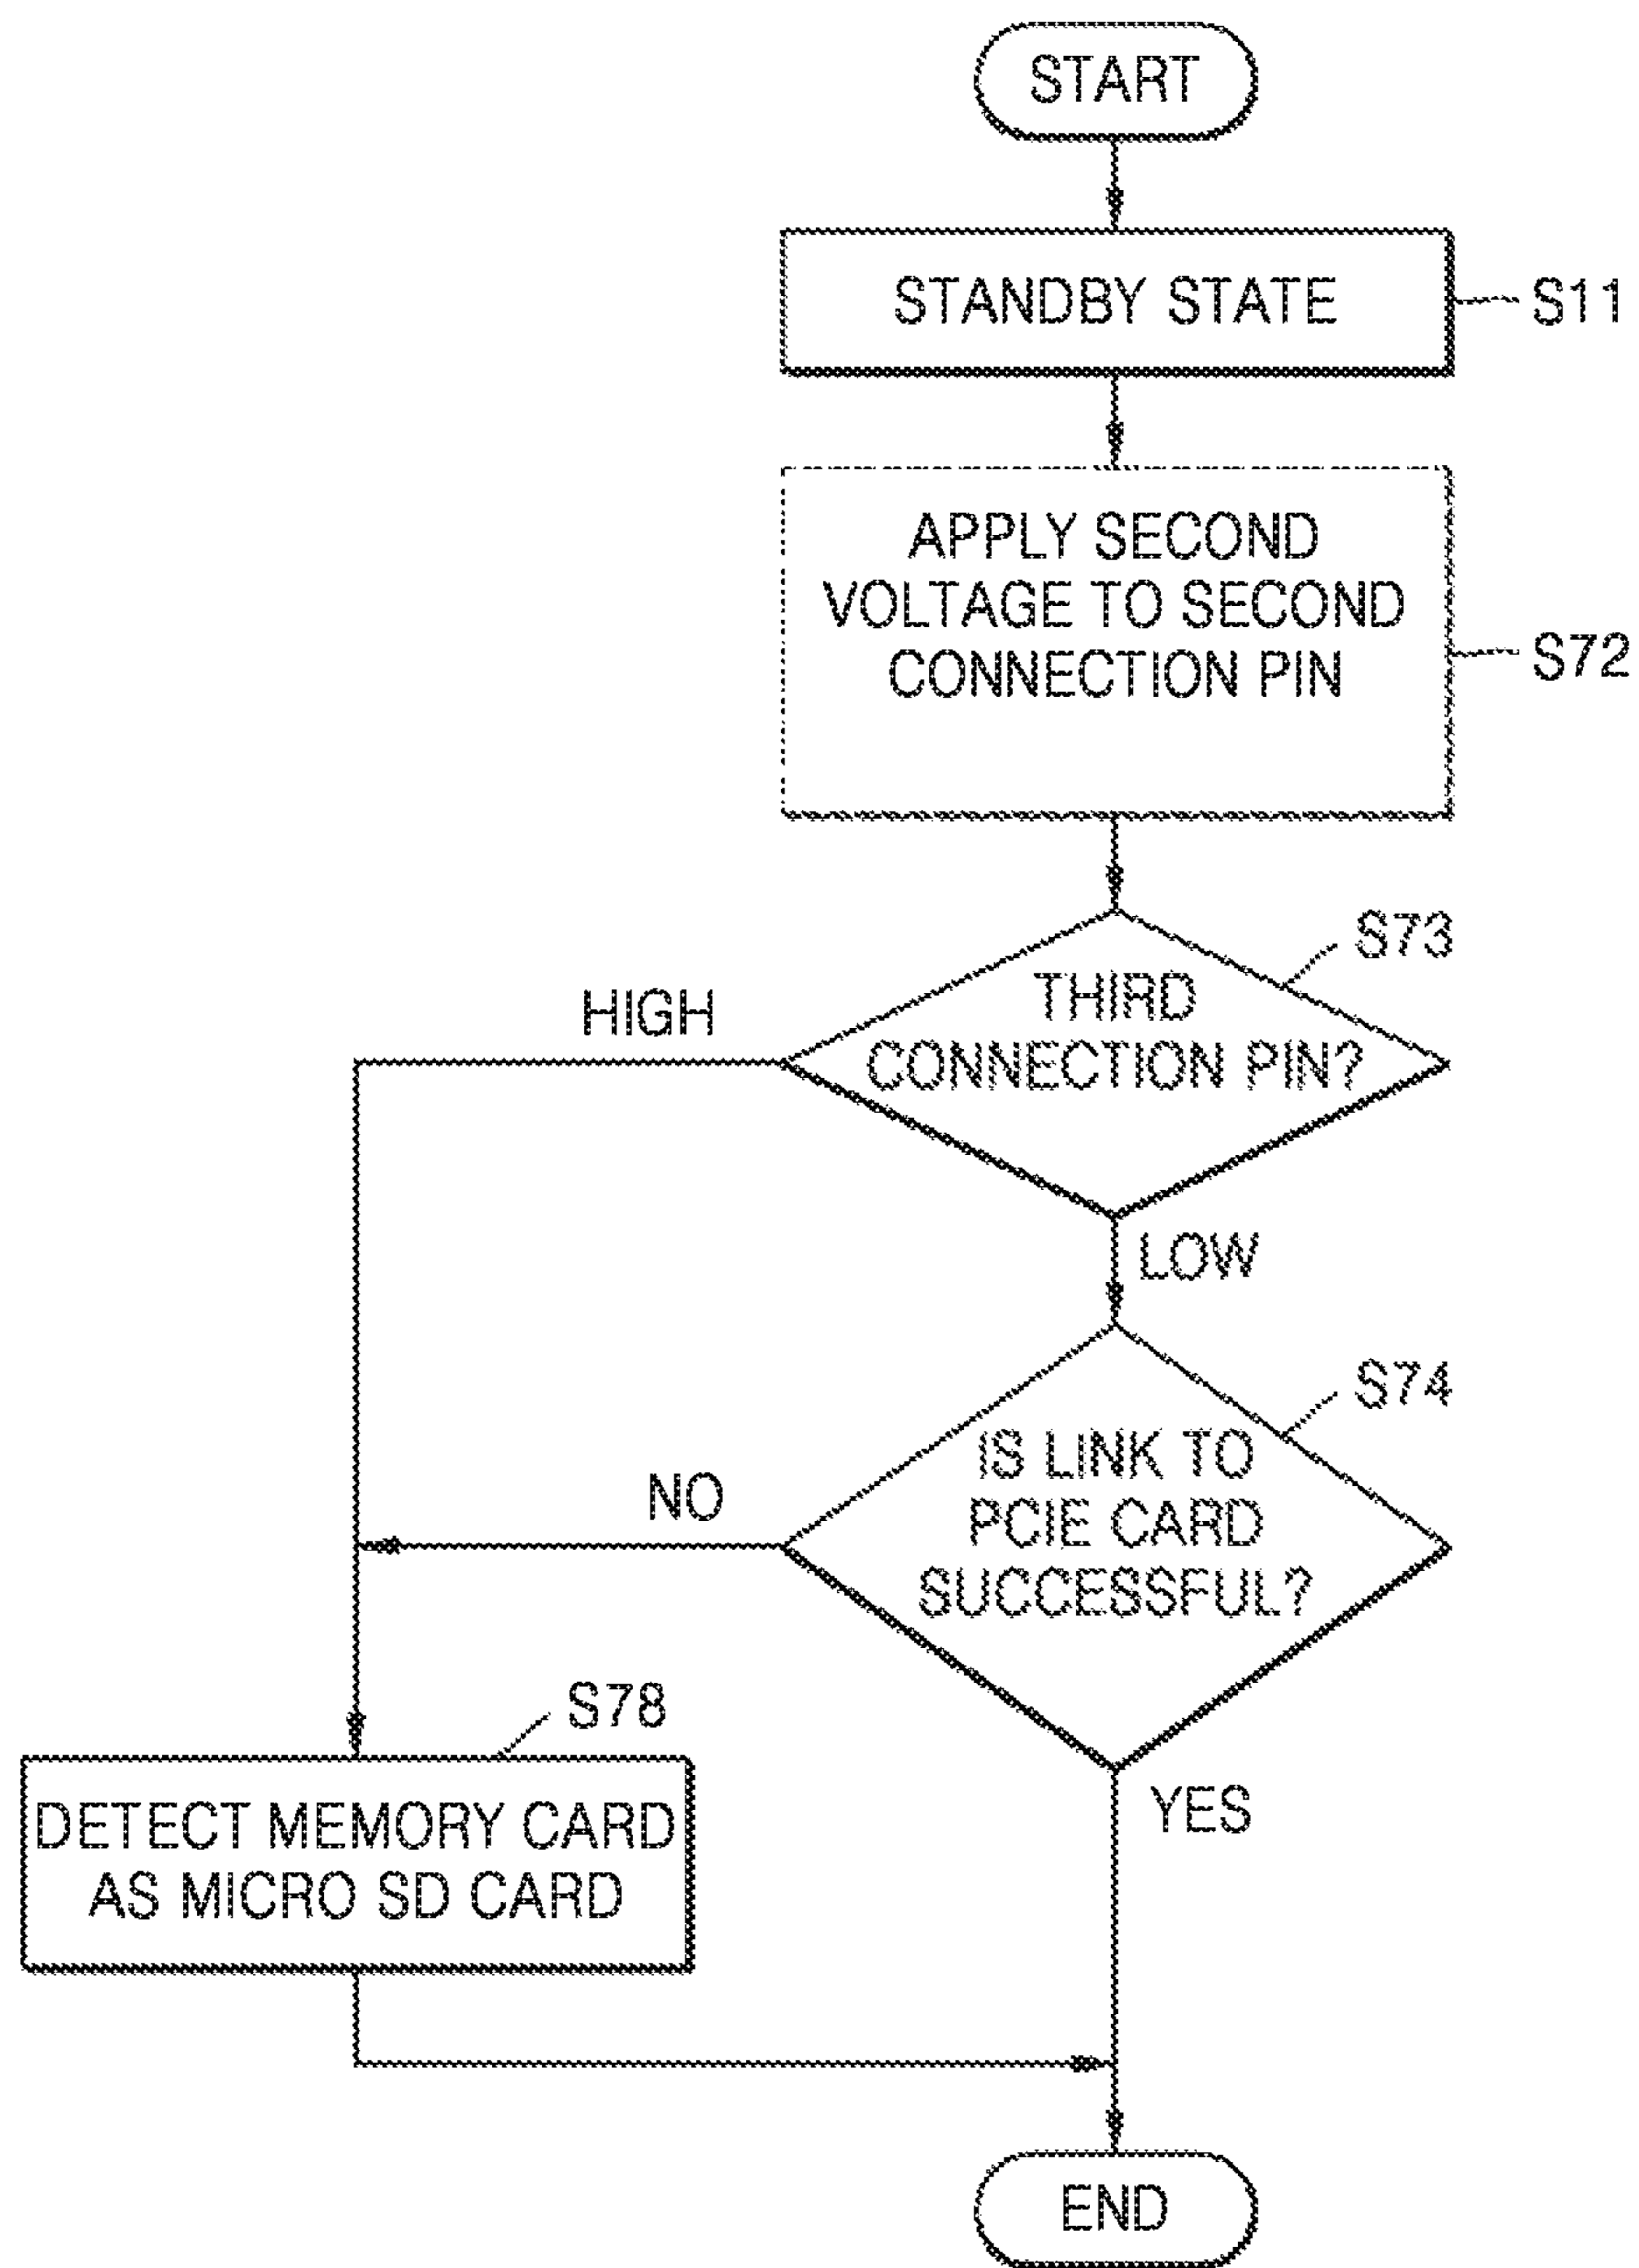 START
STANDBY STATE
S11
APPLY SECOND
VOLTAGE TO SECOND
CONNECTION PIN
S72
S73
THIRD
CONNECTION PIN?
HIGH
LOW
S74
IS LINK TO
PCIE CARD
SUCCESSFUL?
NO
YES
S78
DETECT MEMORY CARD
AS MICRO SD CARD
END